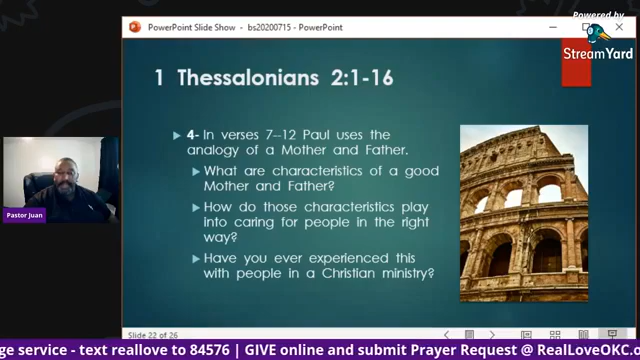 PowerPoint Slide Show - bs20200715 - PowerPoint
Powered by
StreamYard
1 Thessalonians 2:1-16
4- In verses 7--12 Paul uses the
analogy of a Mother and Father.
What are characteristics of a good
Mother and Father?
How do those characteristics play
into caring for people in the right
way?
Have you ever experienced this
with people in a Christian ministry?
Pastor Juan
Slide 22 of 26
ge service - text reallove to 84576 | GIVE online and submit Prayer Request @ RealLoveOKC.o